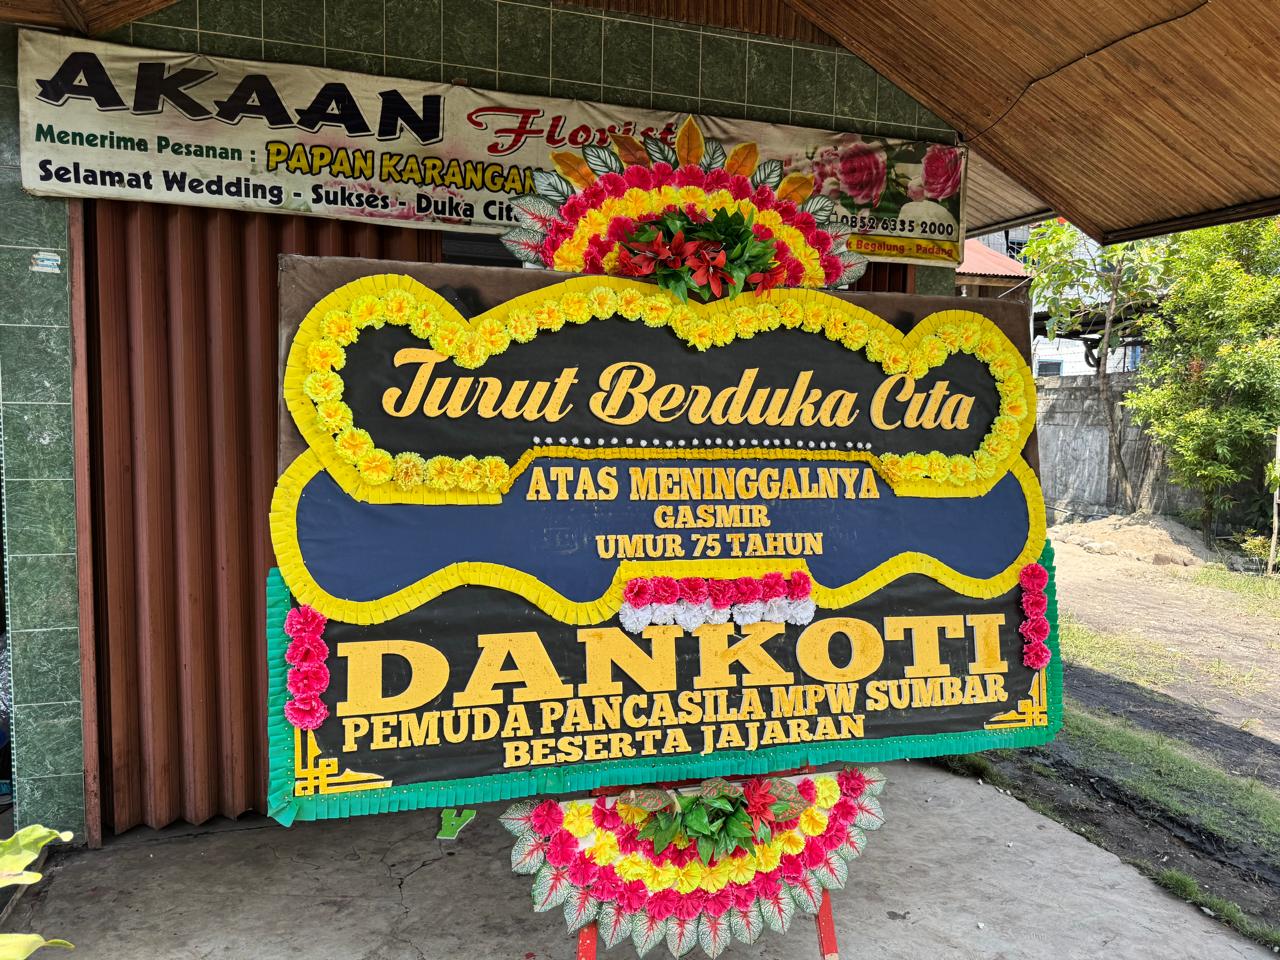 AKAAN Florist
Menerima Pesanan : PAPAN KARANGAN
Selamat Wedding - Sukses - Duka Cita
0852 6335 2000
Begalung - Padang
Turut Berduka Cita
ATAS MENINGGALNYA
GASMIR
UMUR 75 TAHUN
DANKOTI
PEMUDA PANCASILA MPW SUMBAR
BESERTA JAJARAN